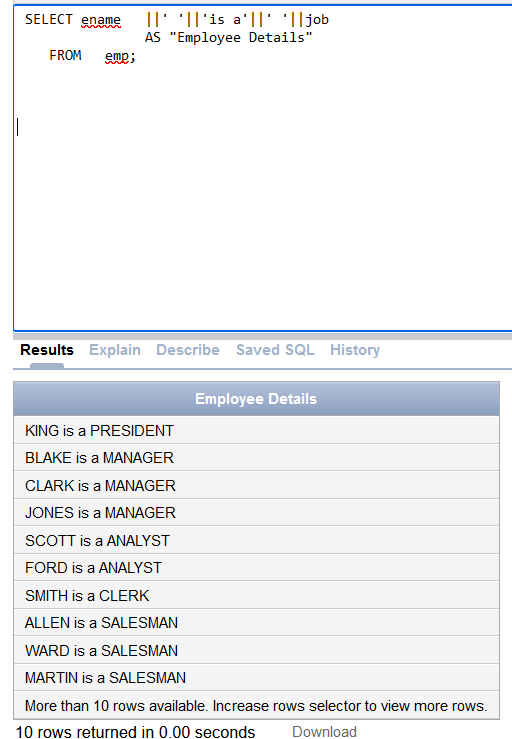 SELECT ename   ||' '||'is a'||' '||job
AS "Employee Details"
FROM   emp;
Results Explain Describe Saved SQL History
Employee Details
KING is a PRESIDENT
BLAKE is a MANAGER
CLARK is a MANAGER
JONES is a MANAGER
SCOTT is a ANALYST
FORD is a ANALYST
SMITH is a CLERK
ALLEN is a SALESMAN
WARD is a SALESMAN
MARTIN is a SALESMAN
More than 10 rows available. Increase rows selector to view more rows.
10 rows returned in 0.00 seconds Download